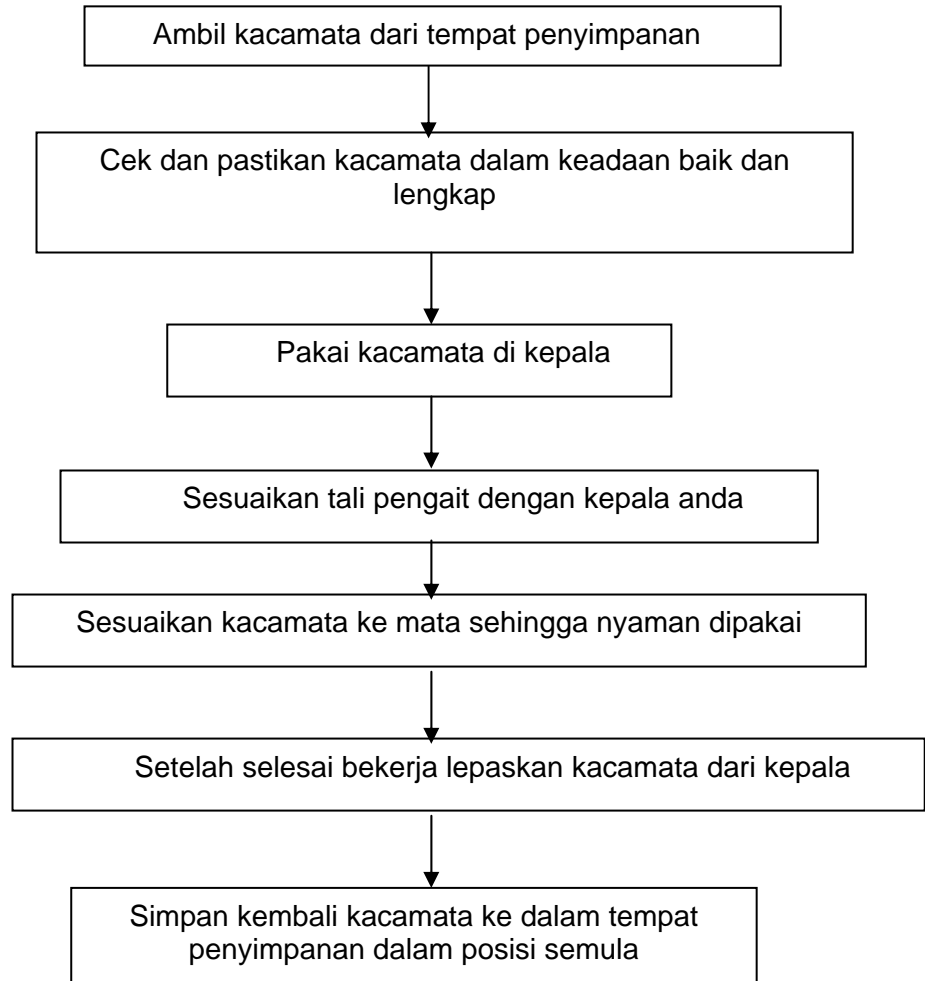 Ambil kacamata dari tempat penyimpanan
Cek dan pastikan kacamata dalam keadaan baik dan
lengkap
Pakai kacamata di kepala
Sesuaikan tali pengait dengan kepala anda
Sesuaikan kacamata ke mata sehingga nyaman dipakai
Setelah selesai bekerja lepaskan kacamata dari kepala
Simpan kembali kacamata ke dalam tempat
penyimpanan dalam posisi semula